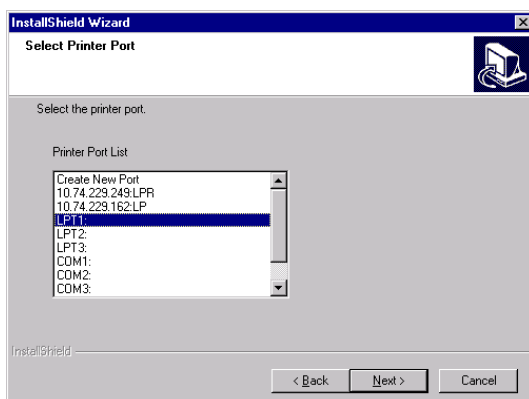 InstallShield Wizard
Select Printer Port
Select the printer port.
Printer Port List
Create New Port
10.74.229.249:LPR
10.74.229.162:LP
LPT1:
LPT2:
LPT3:
COM1:
COM2:
COM3:
InstallShield
< Back
Next >
Cancel